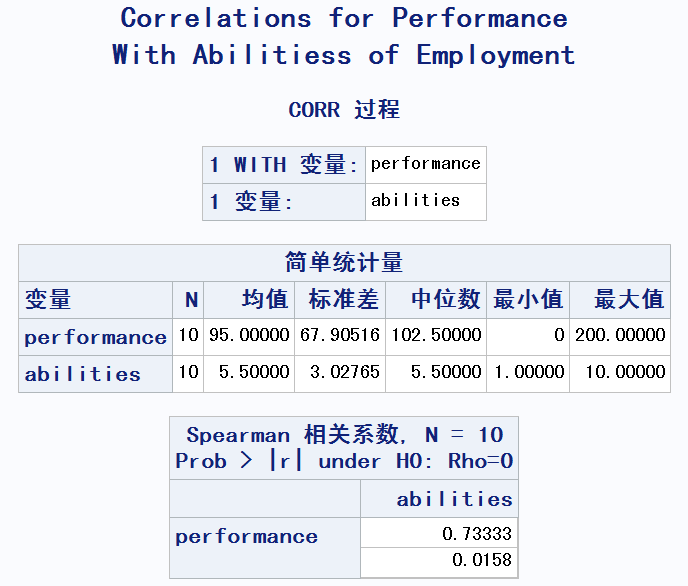 Correlations for Performance
With Abilitiess of Employment
CORR 过程
1 WITH 变量: performance
1 变量: abilities
简单统计量
变量 N 均值 标准差 中位数 最小值 最大值
performance 10 95.00000 67.90516 102.50000 0 200.00000
abilities 10 5.50000 3.02765 5.50000 1.00000 10.00000
Spearman 相关系数, N = 10
Prob > |r| under H0: Rho=0
abilities
performance 0.73333
0.0158